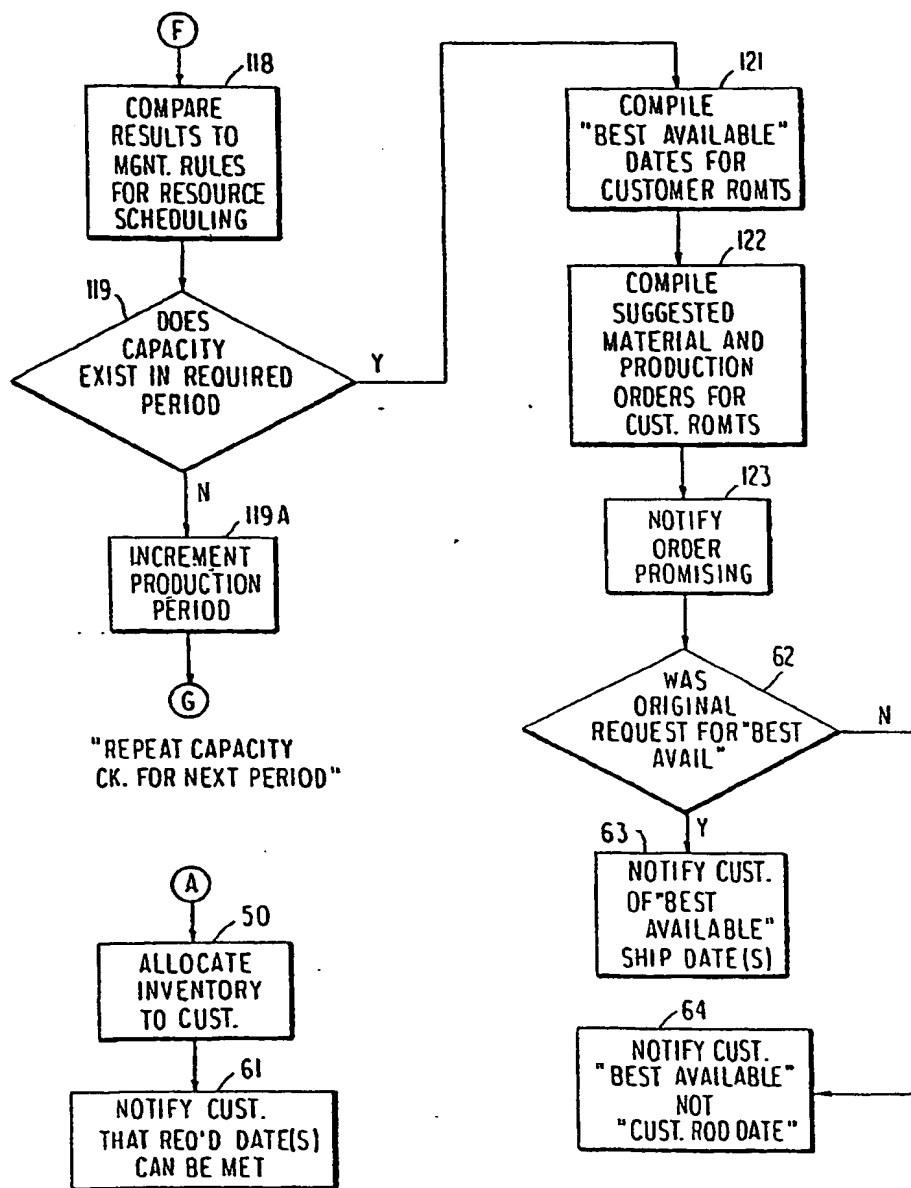 F
118
COMPARE
RESULTS TO
MGNT. RULES
FOR RESOURCE
SCHEDULING
119
DOES
CAPACITY
EXIST IN REQUIRED
PERIOD
Y
N
119A
INCREMENT
PRODUCTION
PERIOD
G
"REPEAT CAPACITY
CK. FOR NEXT PERIOD"
A
50
ALLOCATE
INVENTORY
TO CUST.
61
NOTIFY CUST.
THAT REO'D DATE(S)
CAN BE MET
121
COMPILE
"BEST AVAILABLE"
DATES FOR
CUSTOMER ROMTS
122
COMPILE
SUGGESTED
MATERIAL AND
PRODUCTION
ORDERS FOR
CUST. ROMTS
123
NOTIFY
ORDER
PROMISING
62
WAS
ORIGINAL
REQUEST FOR "BEST
AVAIL"
N
Y
63
NOTIFY CUST.
OF "BEST
AVAILABLE"
SHIP DATE(S)
64
NOTIFY CUST.
"BEST AVAILABLE"
NOT
"CUST. ROD DATE"